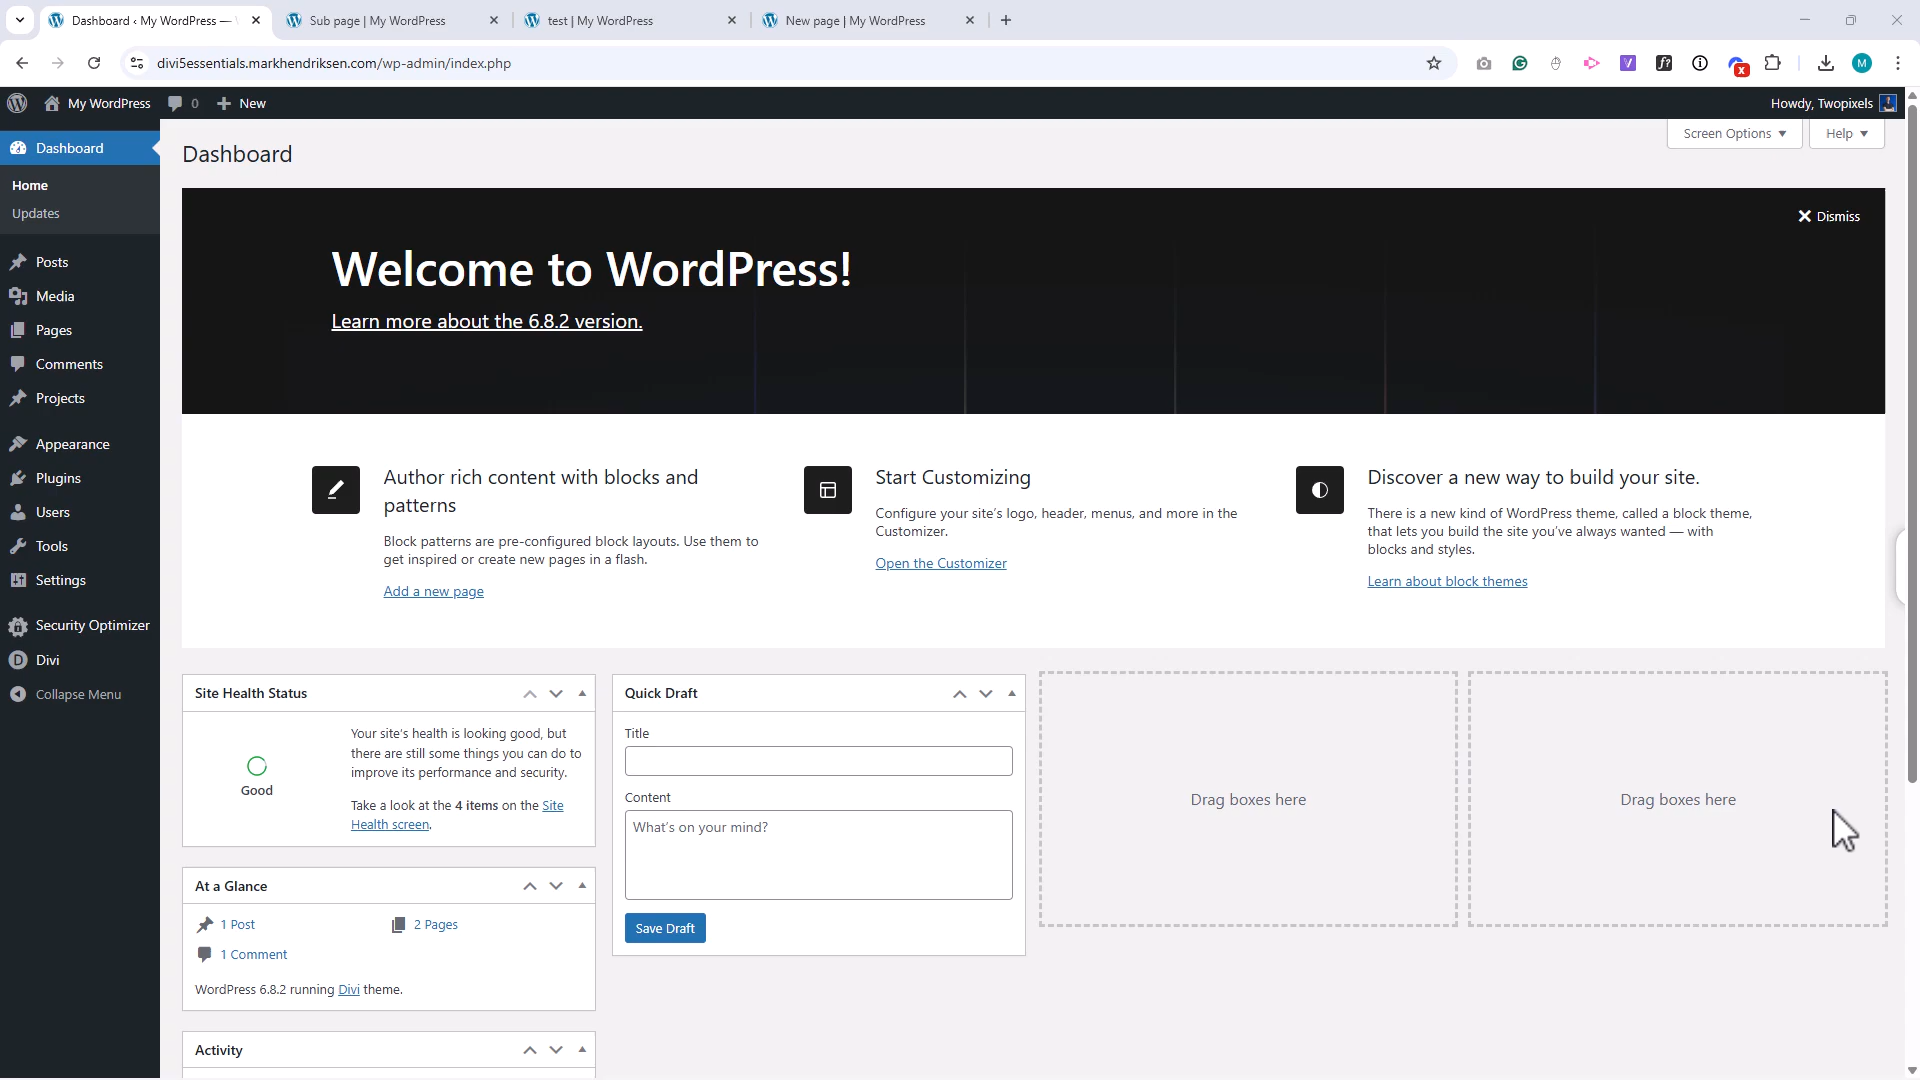 Dashboard ‹ My WordPress —
Sub page | My WordPress
test | My WordPress
New page | My WordPress
divi5essentials.markhendriksen.com/wp-admin/index.php
My WordPress
0
New
Howdy, Twopixels
Screen Options
Help
Dashboard
Home
Updates
Posts
Media
Pages
Comments
Projects
Appearance
Plugins
Users
Tools
Settings
Security Optimizer
Divi
Collapse Menu
Dashboard
Dismiss
Welcome to WordPress!
Learn more about the 6.8.2 version.
Author rich content with blocks and
patterns
Block patterns are pre-configured block layouts. Use them to
get inspired or create new pages in a flash.
Add a new page
Start Customizing
Configure your site's logo, header, menus, and more in the
Customizer.
Open the Customizer
Discover a new way to build your site.
There is a new kind of WordPress theme, called a block theme,
that lets you build the site you've always wanted — with
blocks and styles.
Learn about block themes
Site Health Status
Good
Your site's health is looking good, but
there are still some things you can do to
improve its performance and security.
Take a look at the 4 items on the Site
Health screen.
At a Glance
1 Post
2 Pages
1 Comment
WordPress 6.8.2 running Divi theme.
Activity
Quick Draft
Title
Content
What's on your mind?
Save Draft
Drag boxes here
Drag boxes here